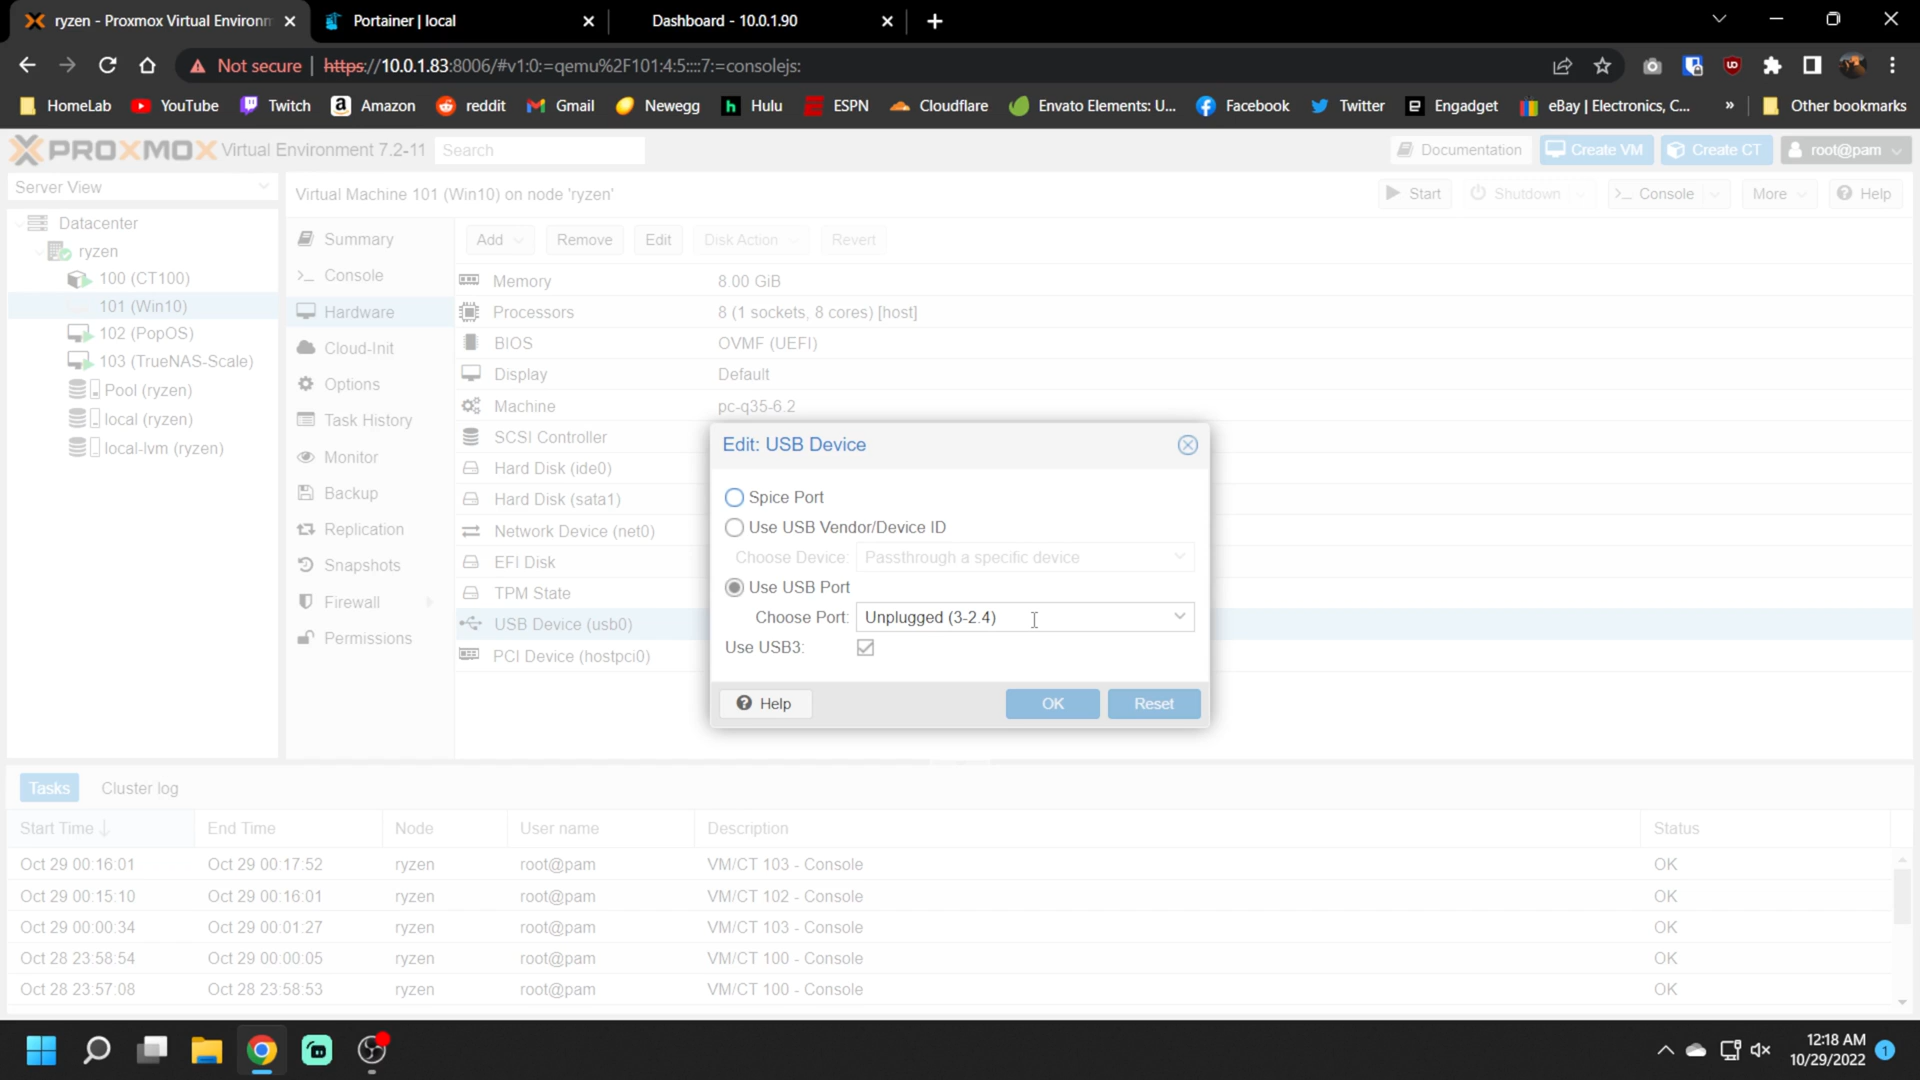 ryzen - Proxmox Virtual Environm
Portainer | local
Dashboard - 10.0.1.90
Not secure | https://10.0.1.83:8006/#v1:0:=qemu%2F101:4:5::::7:=consolejs:
HomeLab YouTube Twitch Amazon reddit Gmail Newegg Hulu ESPN Cloudflare Envato Elements: U... Facebook Twitter Engadget eBay | Electronics, C... » Other bookmarks
PROXMOX Virtual Environment 7.2-11 Search Documentation Create VM Create CT root@pam
Server View
Virtual Machine 101 (Win10) on node 'ryzen' Start Shutdown Console More Help
Datacenter
ryzen
100 (CT100)
101 (Win10)
102 (PopOS)
103 (TrueNAS-Scale)
Pool (ryzen)
local (ryzen)
local-lvm (ryzen)
Summary
Console
Hardware
Cloud-Init
Options
Task History
Monitor
Backup
Replication
Snapshots
Firewall
Permissions
Add Remove Edit Disk Action Revert
Memory 8.00 GiB
Processors 8 (1 sockets, 8 cores) [host]
BIOS OVMF (UEFI)
Display Default
Machine pc-q35-6.2
SCSI Controller
Hard Disk (ide0)
Hard Disk (sata1)
Network Device (net0)
EFI Disk
TPM State
USB Device (usb0)
PCI Device (hostpci0)
Edit: USB Device
Spice Port
Use USB Vendor/Device ID
Choose Device: Passthrough a specific device
Use USB Port
Choose Port: Unplugged (3-2.4)
Use USB3:
Help OK Reset
Tasks Cluster log
Start Time End Time Node User name Description Status
Oct 29 00:16:01 Oct 29 00:17:52 ryzen root@pam VM/CT 103 - Console OK
Oct 29 00:15:10 Oct 29 00:16:01 ryzen root@pam VM/CT 102 - Console OK
Oct 29 00:00:34 Oct 29 00:01:27 ryzen root@pam VM/CT 103 - Console OK
Oct 28 23:58:54 Oct 29 00:00:05 ryzen root@pam VM/CT 100 - Console OK
Oct 28 23:57:08 Oct 28 23:58:53 ryzen root@pam VM/CT 100 - Console OK
12:18 AM
10/29/2022
1